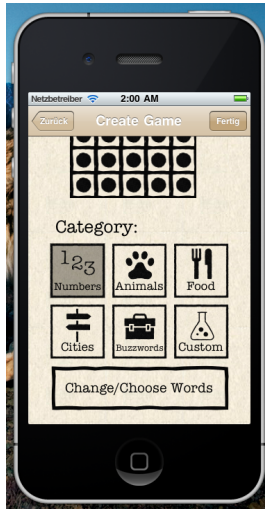 Netzbetreiber 2:00 AM
Zurück Create Game Fertig
Category:
123
Numbers Animals Food
Cities Buzzwords Custom
Change/Choose Words